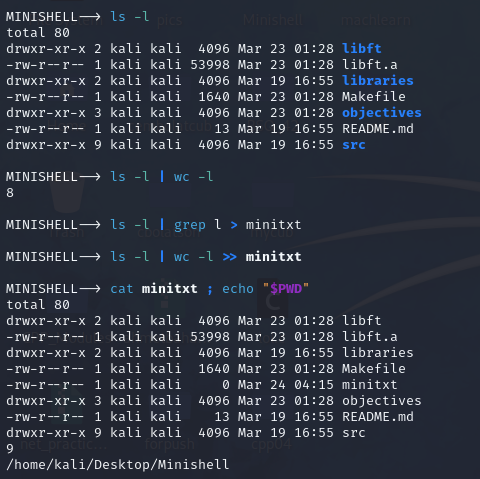 MINISHELL--> ls -l
total 80
drwxr-xr-x 2 kali kali  4096 Mar 23 01:28 libft
-rw-r--r-- 1 kali kali 53998 Mar 23 01:28 libft.a
drwxr-xr-x 2 kali kali  4096 Mar 19 16:55 libraries
-rw-r--r-- 1 kali kali  1640 Mar 23 01:28 Makefile
drwxr-xr-x 3 kali kali  4096 Mar 23 01:28 objectives
-rw-r--r-- 1 kali kali    13 Mar 19 16:55 README.md
drwxr-xr-x 9 kali kali  4096 Mar 19 16:55 src
MINISHELL--> ls -l | wc -l
8
MINISHELL--> ls -l | grep l > minitxt
MINISHELL--> ls -l | wc -l >> minitxt
MINISHELL--> cat minitxt ; echo "$PWD"
total 80
drwxr-xr-x 2 kali kali  4096 Mar 23 01:28 libft
-rw-r--r-- 1 kali kali 53998 Mar 23 01:28 libft.a
drwxr-xr-x 2 kali kali  4096 Mar 19 16:55 libraries
-rw-r--r-- 1 kali kali  1640 Mar 23 01:28 Makefile
-rw-r--r-- 1 kali kali     0 Mar 24 04:15 minitxt
drwxr-xr-x 3 kali kali  4096 Mar 23 01:28 objectives
-rw-r--r-- 1 kali kali    13 Mar 19 16:55 README.md
drwxr-xr-x 9 kali kali  4096 Mar 19 16:55 src
9
/home/kali/Desktop/Minishell